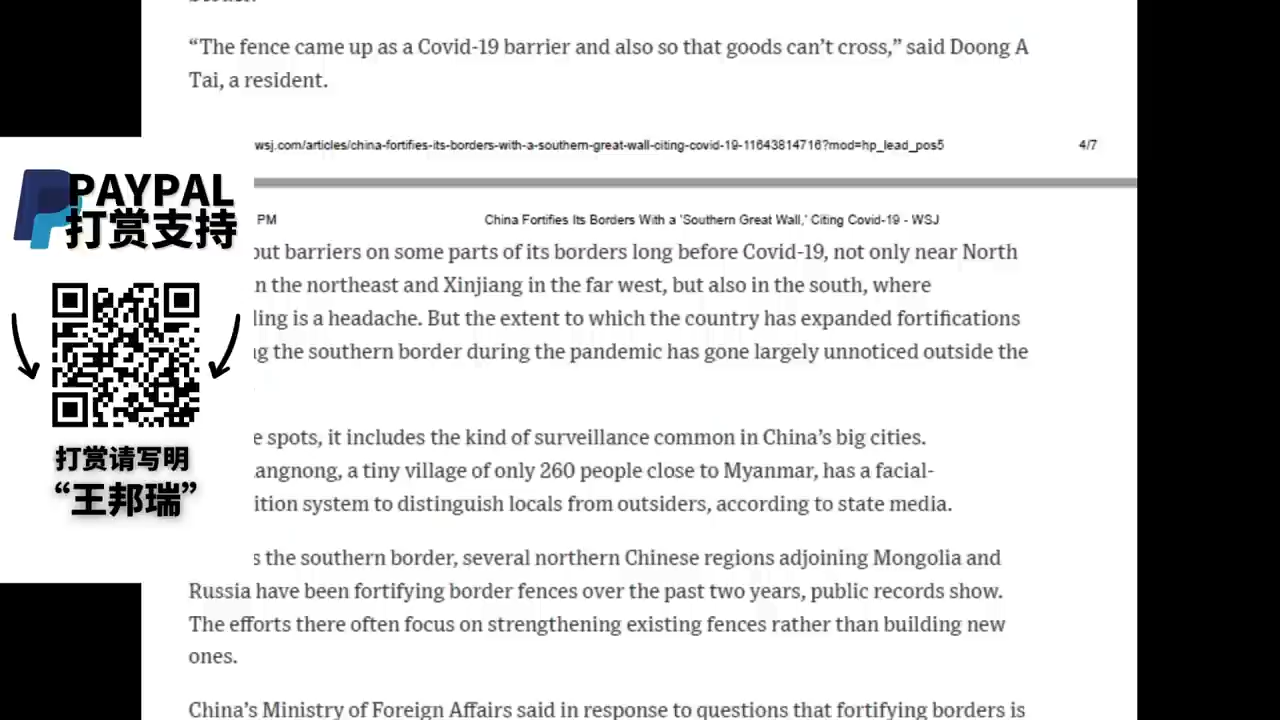 “The fence came up as a Covid-19 barrier and also so that goods can’t cross,” said Doong A
Tai, a resident.
wsj.com/articles/china-fortifies-its-borders-with-a-southern-great-wall-citing-covid-19-11643814716?mod=hp_lead_pos5
4/7
PAYPAL
打赏支持
打赏请写明
“王邦瑞”
PM
China Fortifies Its Borders With a 'Southern Great Wall,' Citing Covid-19 - WSJ
barriers on some parts of its borders long before Covid-19, not only near North
the northeast and Xinjiang in the far west, but also in the south, where
is a headache. But the extent to which the country has expanded fortifications
the southern border during the pandemic has gone largely unnoticed outside the
spots, it includes the kind of surveillance common in China’s big cities.
a tiny village of only 260 people close to Myanmar, has a facial-
system to distinguish locals from outsiders, according to state media.
the southern border, several northern Chinese regions adjoining Mongolia and
Russia have been fortifying border fences over the past two years, public records show.
The efforts there often focus on strengthening existing fences rather than building new
ones.
China’s Ministry of Foreign Affairs said in response to questions that fortifying borders is